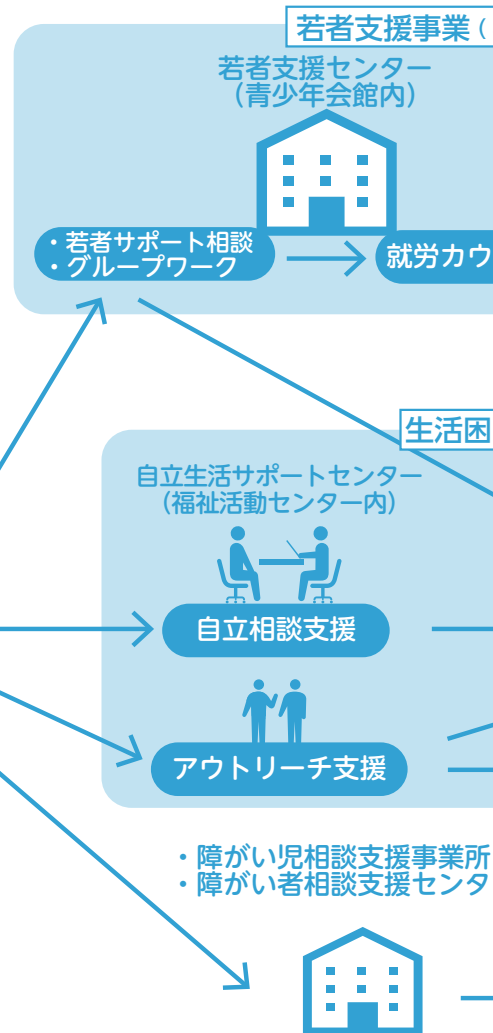 若者支援事業（
若者支援センター
（青少年会館内）
・若者サポート相談
・グループワーク
就労カウ
生活困
自立生活サポートセンター
（福祉活動センター内）
自立相談支援
アウトリーチ支援
・障がい児相談支援事業所
・障がい者相談支援センタ